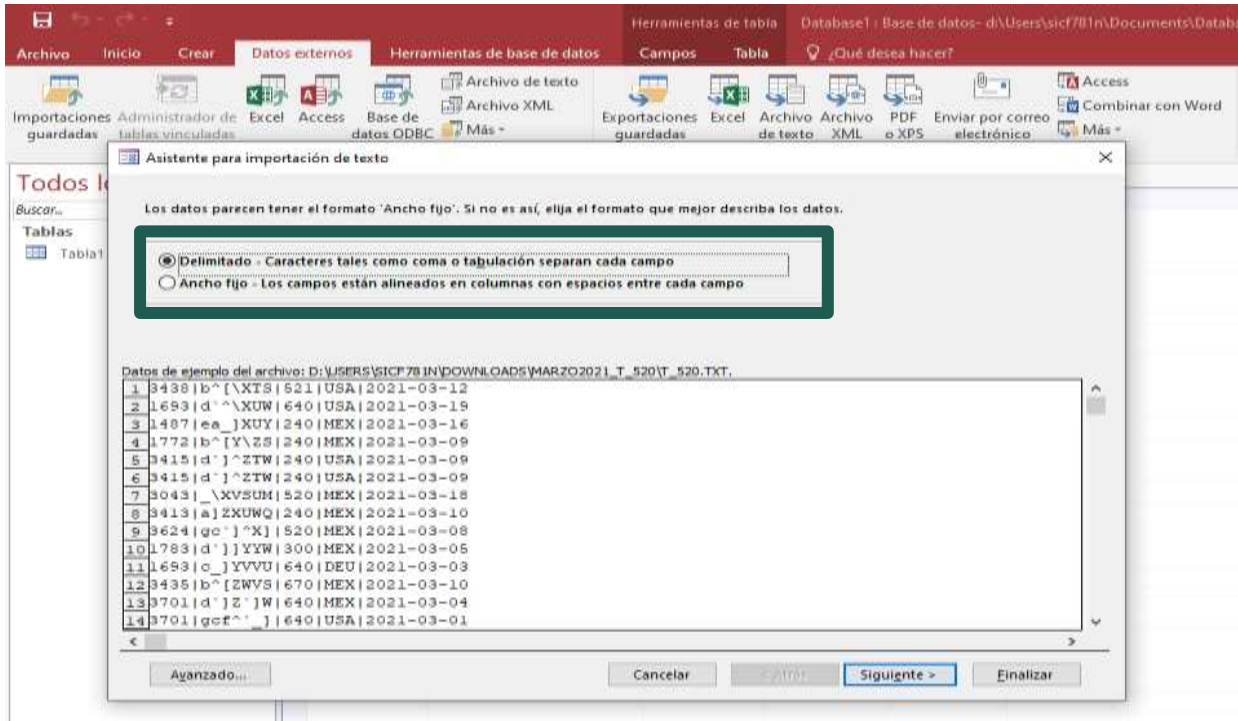 Herramientas de tabla Database1 : Base de datos- d:\Users\sicf781n\Documents\Databa
Archivo Inicio Crear Datos externos Herramientas de base de datos Campos Tabla ¿Qué desea hacer?
Importaciones guardadas
Administrador de tablas vinculadas
Excel
Access
Base de datos ODBC
Archivo de texto
Archivo XML
Más
Exportaciones guardadas
Excel
Archivo de texto
Archivo XML
PDF o XPS
Enviar por correo electrónico
Access
Combinar con Word
Más
Todos l
Buscar...
Tablas
Tabla1
Asistente para importación de texto
Los datos parecen tener el formato 'Ancho fijo'. Si no es así, elija el formato que mejor describa los datos.
Delimitado - Caracteres tales como coma o tabulación separan cada campo
Ancho fijo - Los campos están alineados en columnas con espacios entre cada campo
Datos de ejemplo del archivo: D:\USERS\SICF781N\DOWNLOADS\MARZO2021_T_520\T_520.TXT.
1 3438|b^[\XTS|521|USA|2021-03-12
2 1693|d`^\XUW|640|USA|2021-03-19
3 1487|ea_]XUY|240|MEX|2021-03-16
4 1772|b^[Y\ZS|240|MEX|2021-03-09
5 3415|d`]^ZTW|240|USA|2021-03-09
6 3415|d`]^ZTW|240|USA|2021-03-09
7 3043|_\XVSUM|520|MEX|2021-03-18
8 3413|a]ZXUWQ|240|MEX|2021-03-10
9 3624|gc`]^X]|520|MEX|2021-03-08
10 1783|d`]]YYW|300|MEX|2021-03-05
11 1693|c_]YVVU|640|DEU|2021-03-03
12 3435|b^[ZWVS|670|MEX|2021-03-10
13 3701|d`]Z`]W|640|MEX|2021-03-04
14 3701|gcf^`_]|640|USA|2021-03-01
Avanzado... Cancelar < Atrás Siguiente > Finalizar